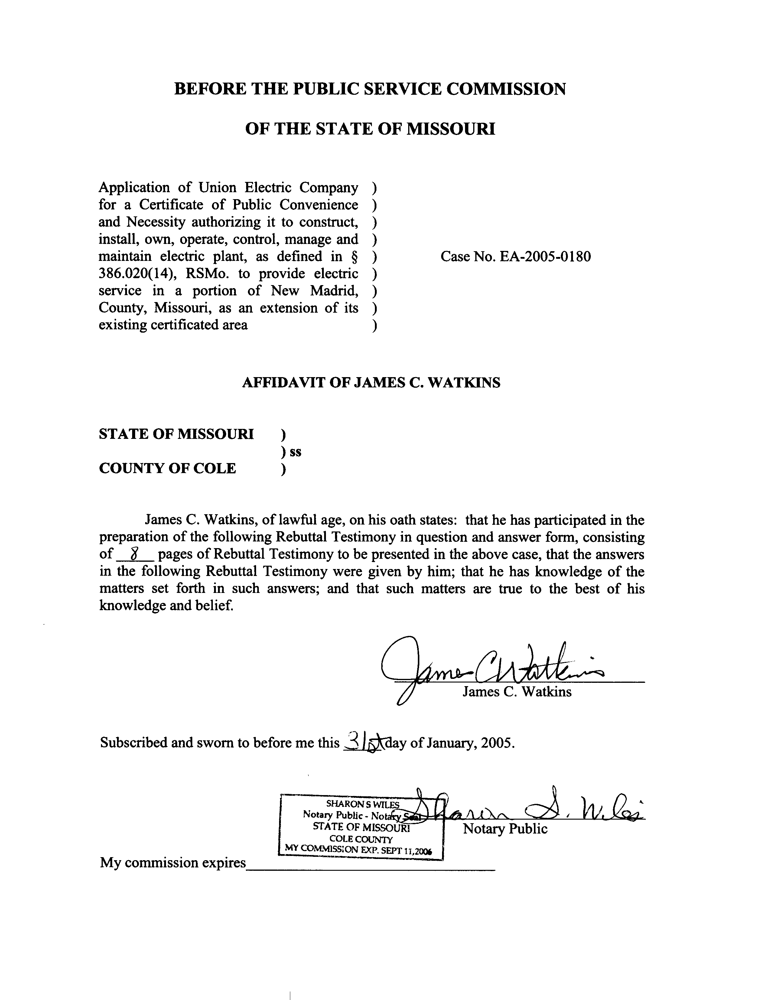 BEFORE THE PUBLIC SERVICE COMMISSION
OF THE STATE OF MISSOURI
Application of Union Electric Company )
for a Certificate of Public Convenience )
and Necessity authorizing it to construct, )
install, own, operate, control, manage and )
maintain electric plant, as defined in § ) Case No. EA-2005-0180
386.020(14), RSMo. to provide electric )
service in a portion of New Madrid, )
County, Missouri, as an extension of its )
existing certificated area )
AFFIDAVIT OF JAMES C. WATKINS
STATE OF MISSOURI )
) ss
COUNTY OF COLE )
James C. Watkins, of lawful age, on his oath states: that he has participated in the
preparation of the following Rebuttal Testimony in question and answer form, consisting
of 8 pages of Rebuttal Testimony to be presented in the above case, that the answers
in the following Rebuttal Testimony were given by him; that he has knowledge of the
matters set forth in such answers; and that such matters are true to the best of his
knowledge and belief.
James C Watkins
James C. Watkins
Subscribed and sworn to before me this 31st day of January, 2005.
Sharon S. Wiles
Notary Public
SHARON S WILES
Notary Public - Notary Seal
STATE OF MISSOURI
COLE COUNTY
MY COMMISSION EXP. SEPT 11,2006
My commission expires